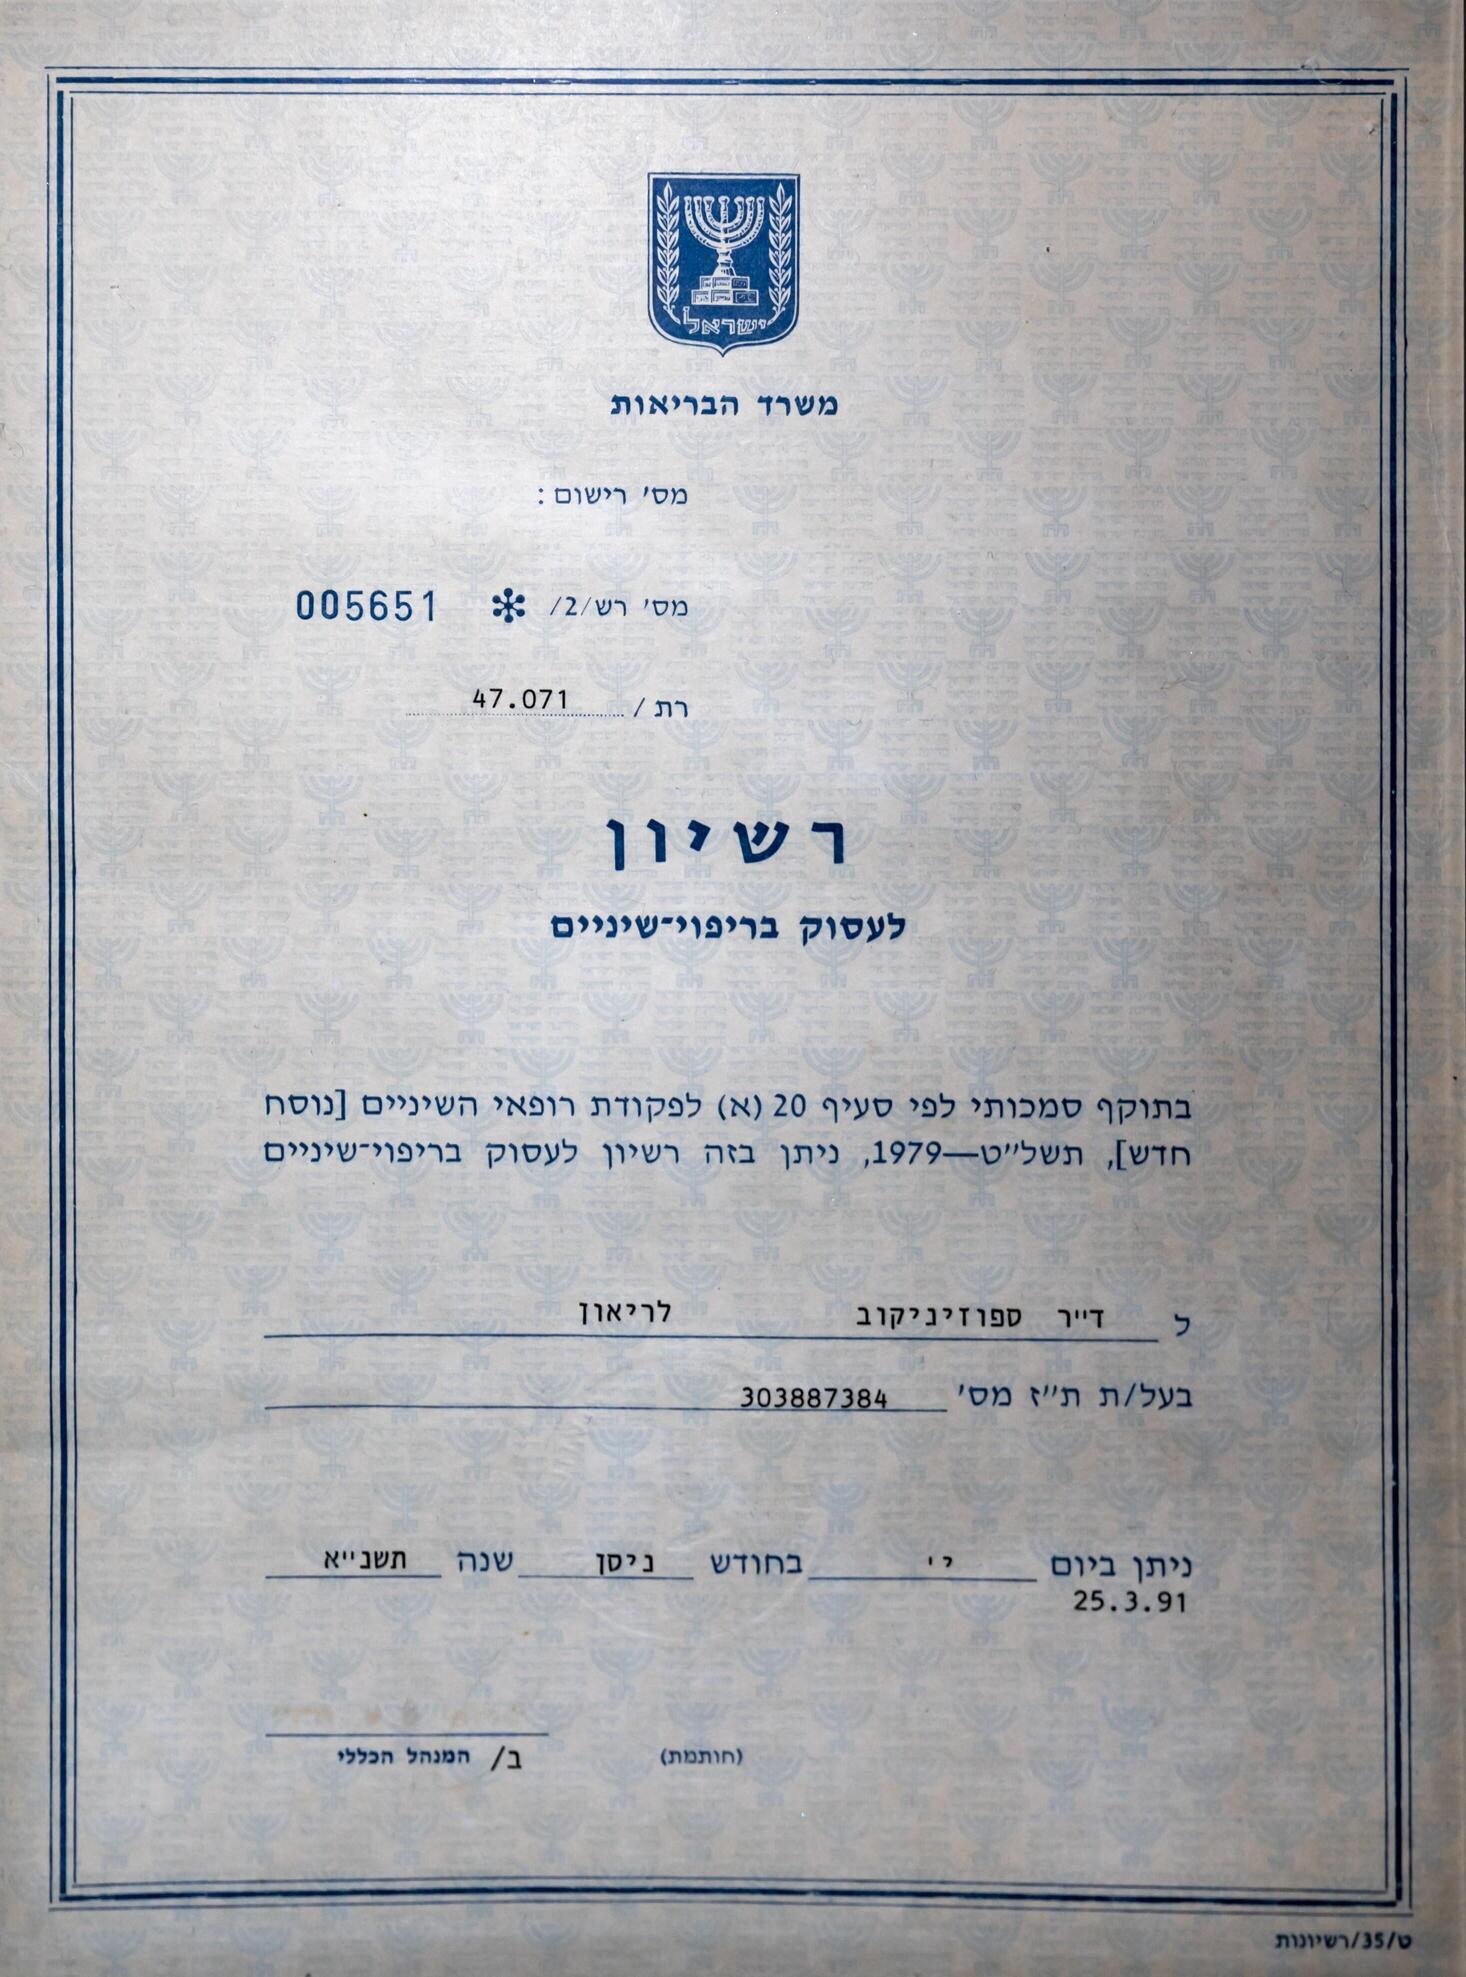 ישראל
משרד הבריאות
מס' רישום:
מס' רש/2/ * 005651
רת / 47.071
רשיון
לעסוק בריפוי-שיניים
בתוקף סמכותי לפי סעיף 20 (א) לפקודת רופאי השיניים [נוסח
חדש], תשל"ט—1979, ניתן בזה רשיון לעסוק בריפוי-שיניים
ל ד"ר ספוזיניקוב לריאון
בעל/ת ת"ז מס' 303887384
ניתן ביום י' בחודש ניסן שנה תשנ"א
25.3.91
(חותמת) ב/ המנהל הכללי
ט/35/רשיונות